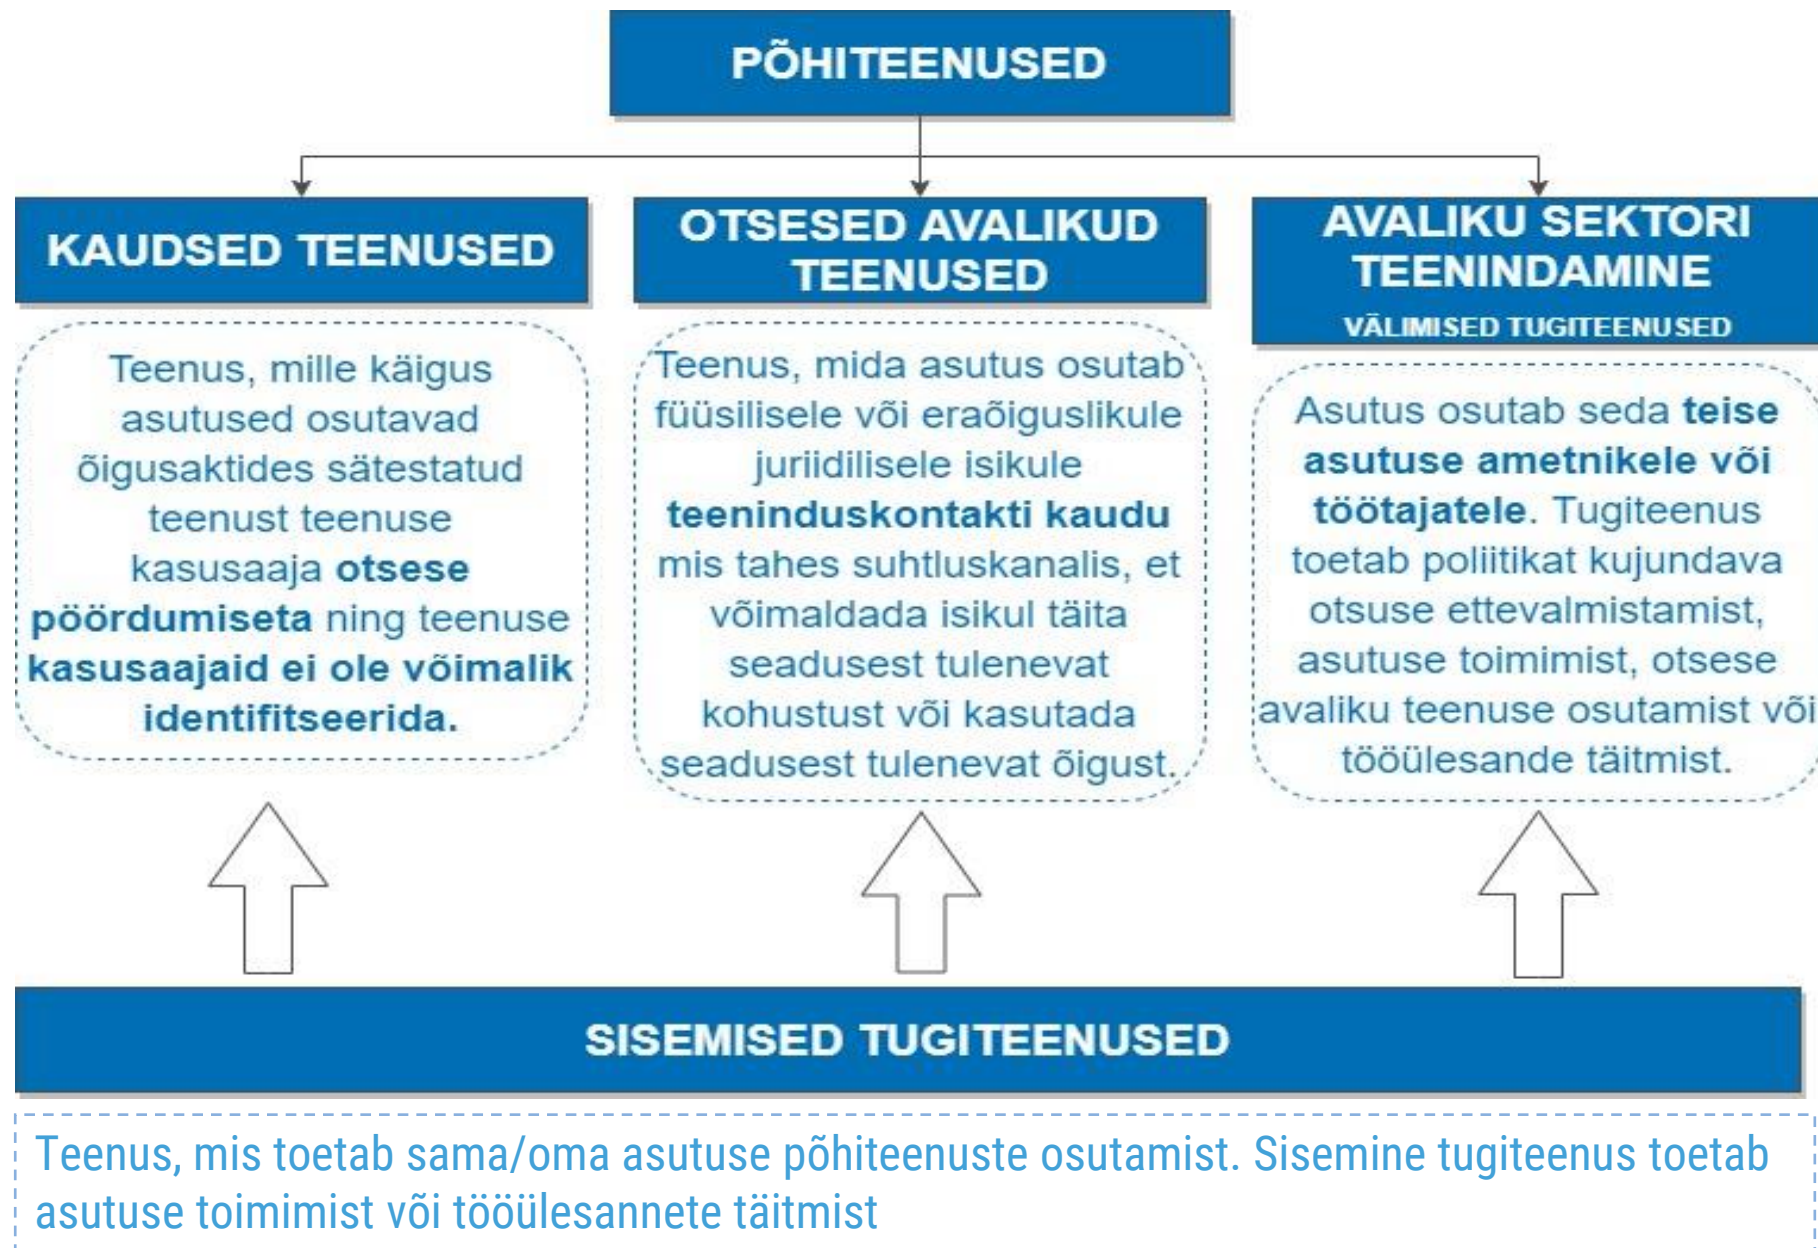 PÕHITEENUSED
KAUDSED TEENUSED
Teenus, mille käigus
asutused osutavad
õigusaktides sätestatud
teenust teenuse
kasusaaja otsese
pöördumiseta ning teenuse
kasusaajaid ei ole võimalik
identifitseerida.
OTSESED AVALIKUD
TEENUSED
Teenus, mida asutus osutab
füüsilisele või eraõiguslikule
juriidilisele isikule
teeninduskontakti kaudu
mis tahes suhtluskanalis, et
võimaldada isikul täita
seadusest tulenevat
kohustust või kasutada
seadusest tulenevat õigust.
AVALIKU SEKTORI
TEENINDAMINE
VÄLIMISED TUGITEENUSED
Asutus osutab seda teise
asutuse ametnikele või
töötajatele. Tugiteenus
toetab poliitikat kujundava
otsuse ettevalmistamist,
asutuse toimimist, otsese
avaliku teenuse osutamist või
tööülesande täitmist.
SISEMISED TUGITEENUSED
Teenus, mis toetab sama/oma asutuse põhiteenuste osutamist. Sisemine tugiteenus toetab
asutuse toimimist või tööülesannete täitmist